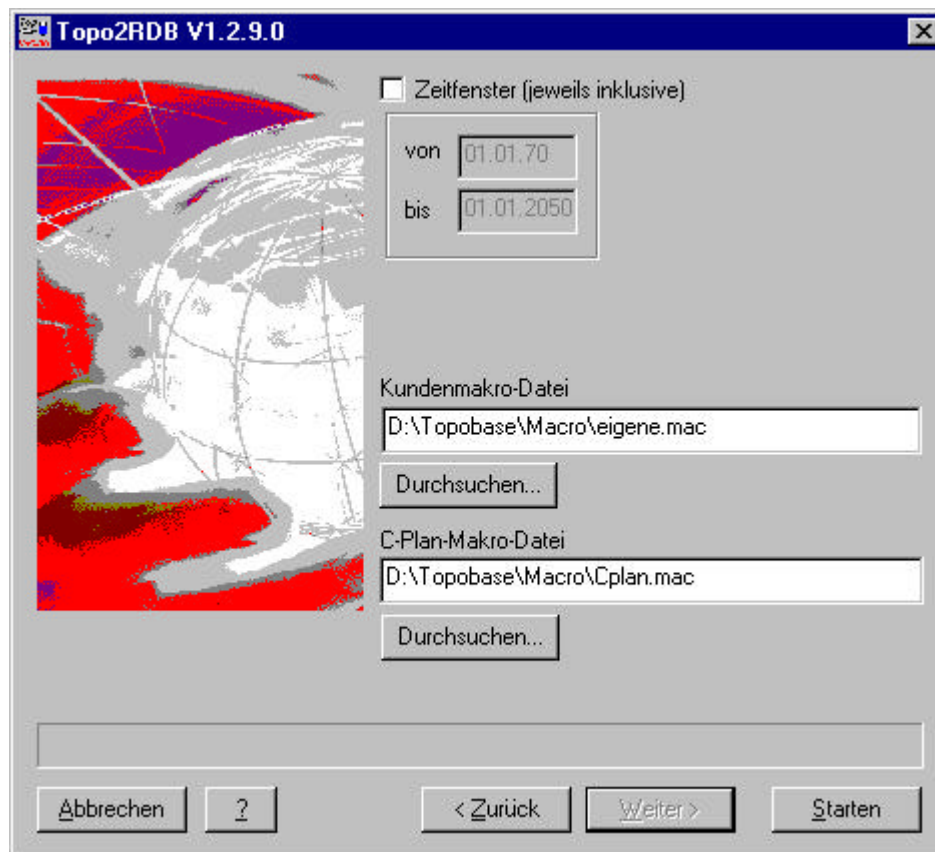 Topo2RDB V1.2.9.0
Zeitfenster (jeweils inklusive)
von 01.01.70
bis 01.01.2050
Kundenmakro-Datei
D:\Topobase\Macro\eigene.mac
Durchsuchen...
C-Plan-Makro-Datei
D:\Topobase\Macro\Cplan.mac
Durchsuchen...
Abbrechen ? < Zurück Weiter > Starten